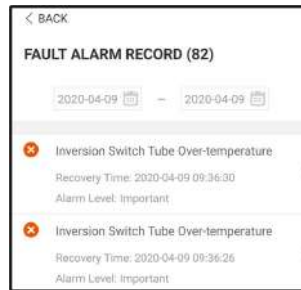 < BACK
FAULT ALARM RECORD (82)
2020-04-09 – 2020-04-09
Inversion Switch Tube Over-temperature
Recovery Time: 2020-04-09 09:36:30
Alarm Level: Important
Inversion Switch Tube Over-temperature
Recovery Time: 2020-04-09 09:36:26
Alarm Level: Important